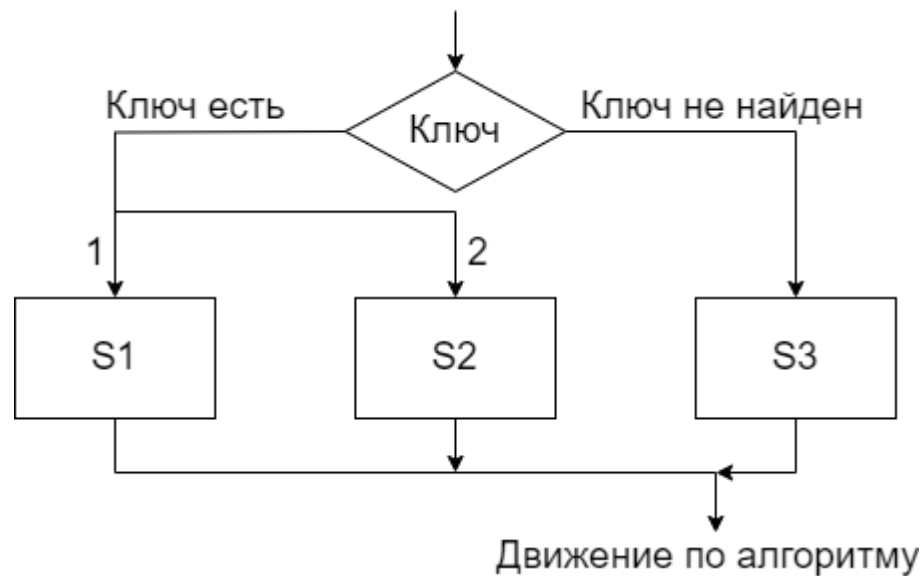 Ключ есть
Ключ
Ключ не найден
1
2
S1
S2
S3
Движение по алгоритму